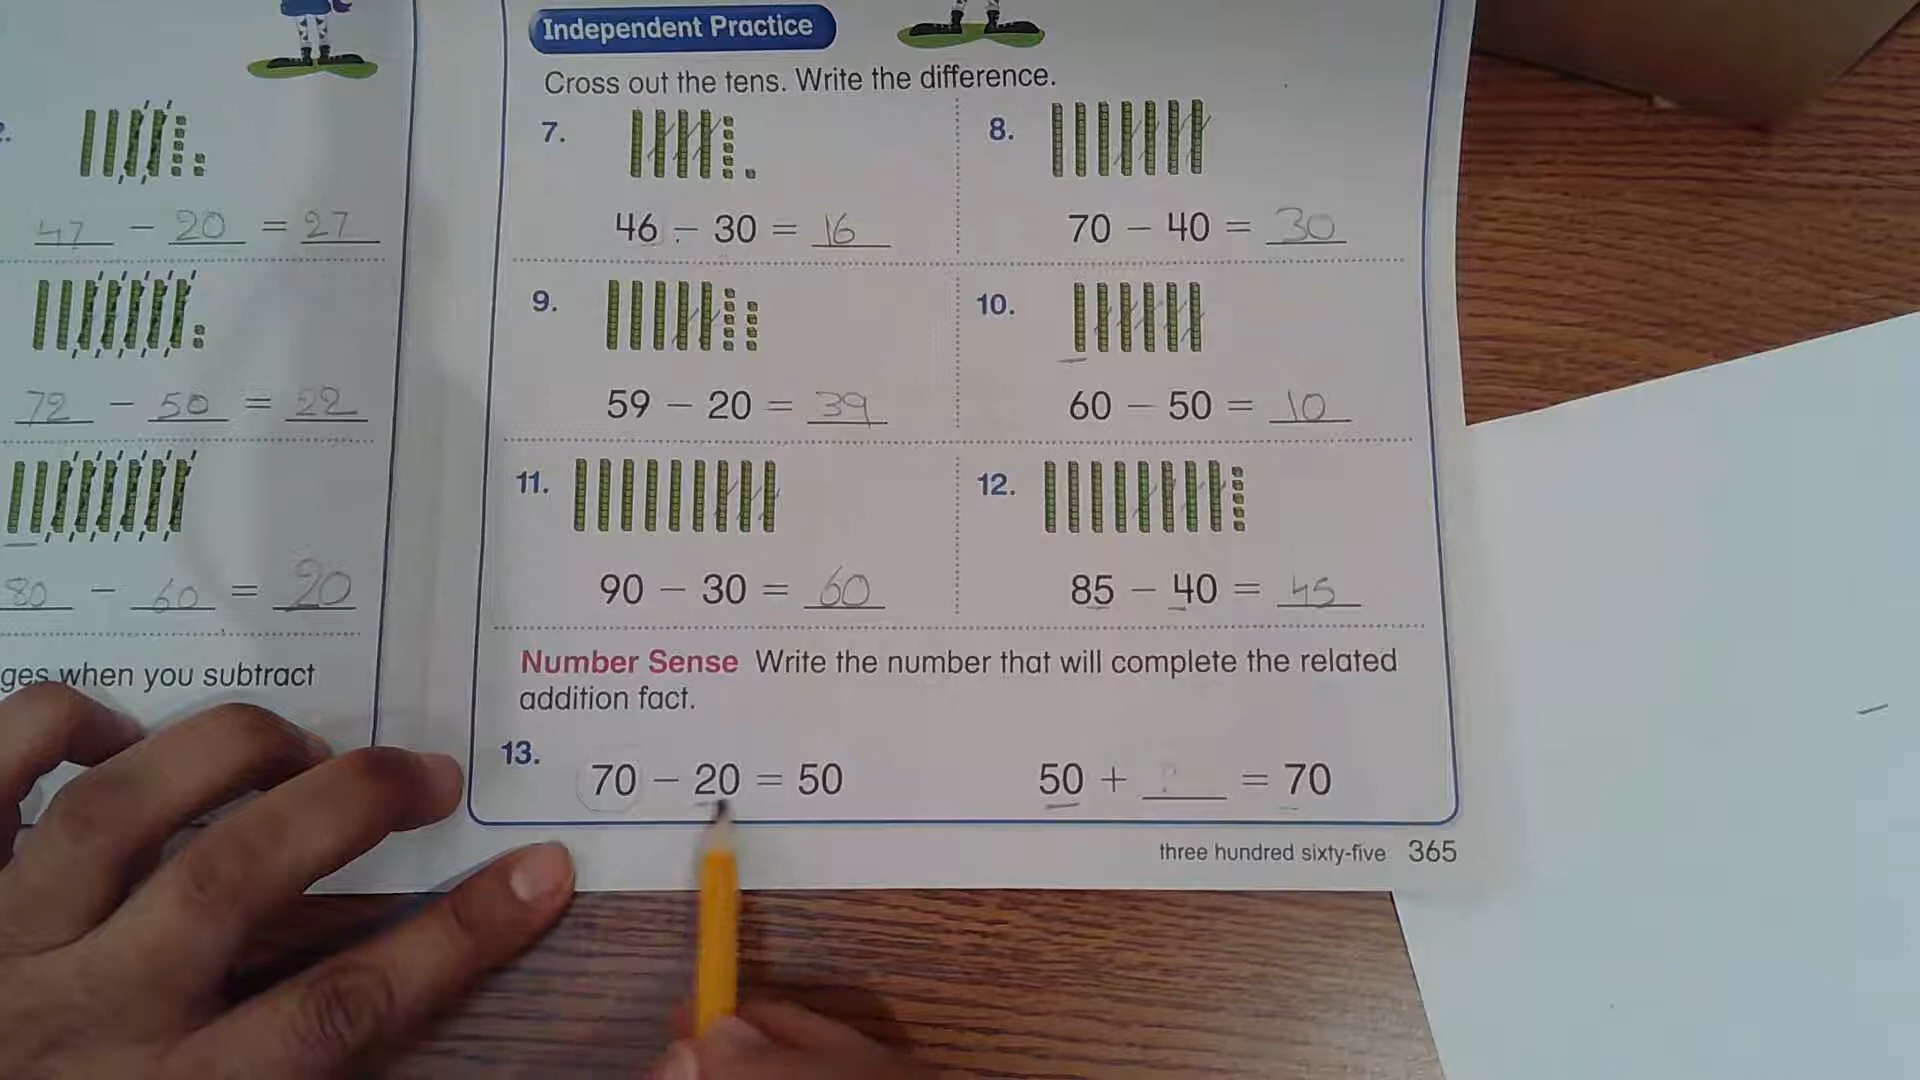 47 - 20 = 27
72 - 50 = 22
80 - 60 = 20
ges when you subtract
Independent Practice
Cross out the tens. Write the difference.
7.
8.
46 - 30 = 16
70 - 40 = 30
9.
10.
59 - 20 = 39
60 - 50 = 10
11.
12.
90 - 30 = 60
85 - 40 = 45
Number Sense Write the number that will complete the related
addition fact.
13.
70 - 20 = 50
50 + ___ = 70
three hundred sixty-five 365